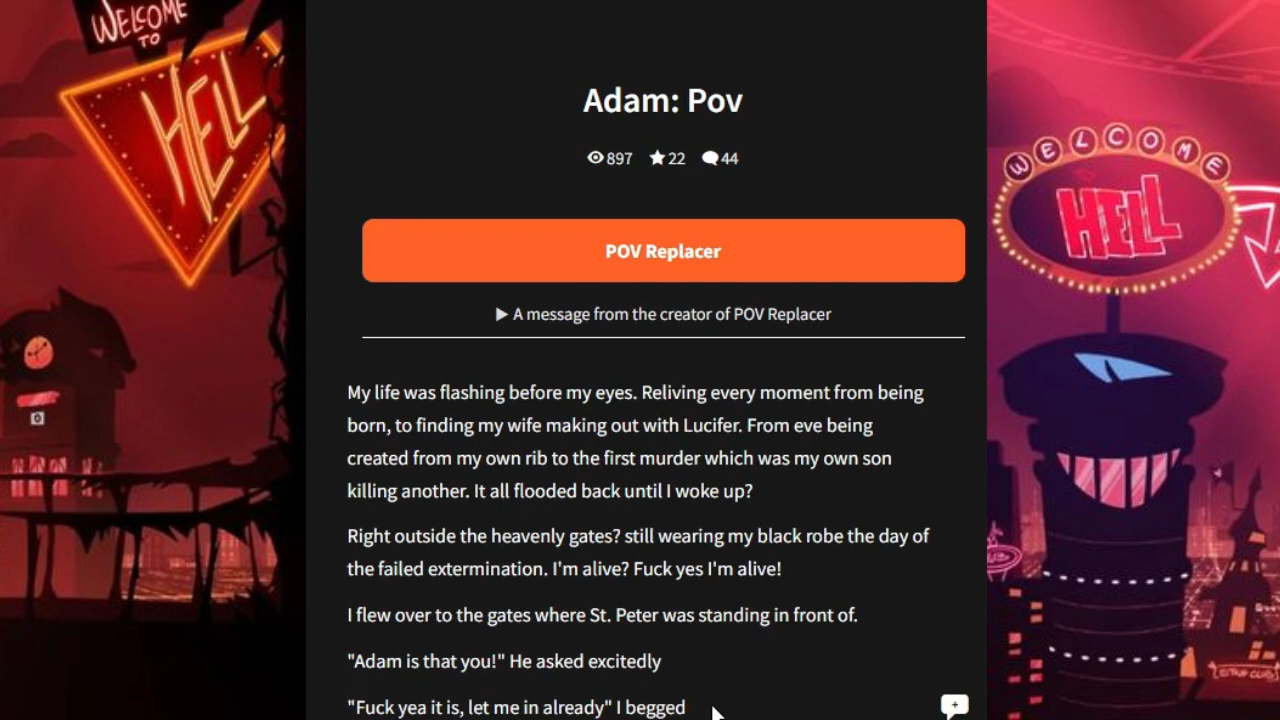 WELCOME
TO
HELL
Adam: Pov
897 22 44
POV Replacer
▶ A message from the creator of POV Replacer
My life was flashing before my eyes. Reliving every moment from being
born, to finding my wife making out with Lucifer. From eve being
created from my own rib to the first murder which was my own son
killing another. It all flooded back until I woke up?
Right outside the heavenly gates? still wearing my black robe the day of
the failed extermination. I'm alive? Fuck yes I'm alive!
I flew over to the gates where St. Peter was standing in front of.
"Adam is that you!" He asked excitedly
"Fuck yea it is, let me in already" I begged
WELCOME
HELL